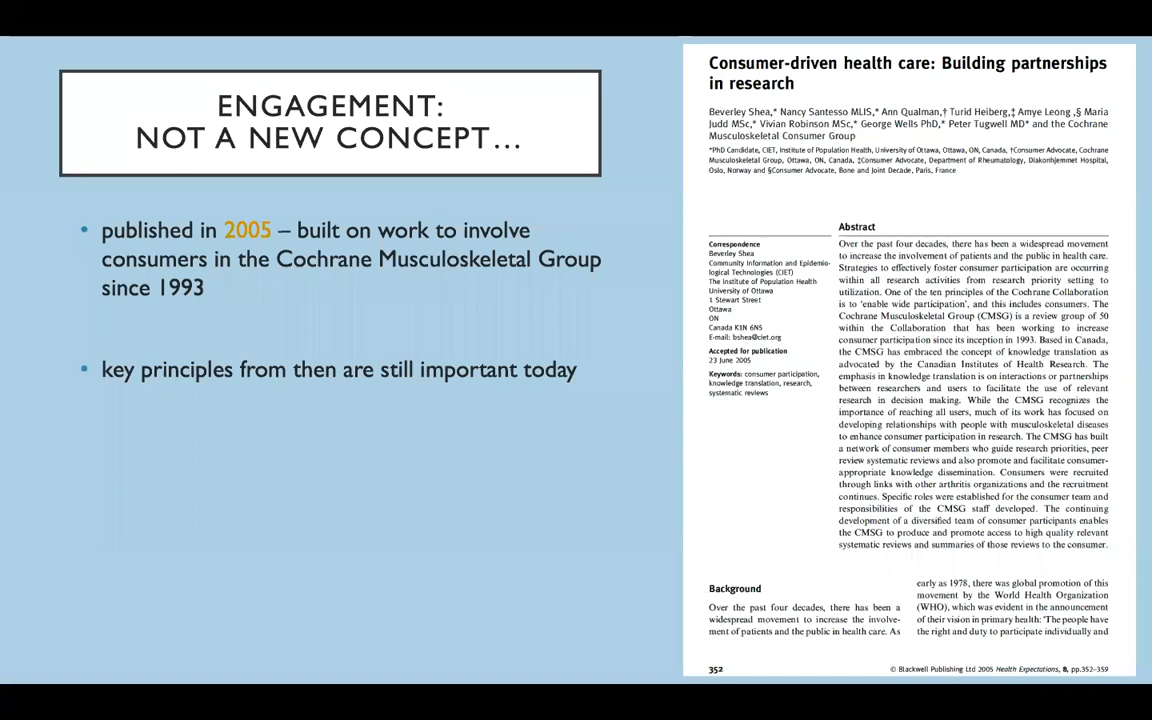 ENGAGEMENT:
NOT A NEW CONCEPT...
• published in 2005 – built on work to involve
consumers in the Cochrane Musculoskeletal Group
since 1993
• key principles from then are still important today
Consumer-driven health care: Building partnerships
in research
Beverley Shea,* Nancy Santesso MLIS,* Ann Qualman,† Turid Heiberg,‡ Amye Leong ,§ Maria
Judd MSc,* Vivian Robinson MSc,* George Wells PhD,* Peter Tugwell MD* and the Cochrane
Musculoskeletal Consumer Group
*PhD Candidate, CIET, Institute of Population Health, University of Ottawa, Ottawa, ON, Canada, †Consumer Advocate, Cochrane
Musculoskeletal Group, Ottawa, ON, Canada, ‡Consumer Advocate, Department of Rheumatology, Diakonhjemmet Hospital,
Oslo, Norway and §Consumer Advocate, Bone and Joint Decade, Paris, France
Correspondence
Beverley Shea
Community Information and Epidemio-
logical Technologies (CIET)
The Institute of Population Health
University of Ottawa
1 Stewart Street
Ottawa
ON
Canada K1N 6N5
E-mail: bshea@ciet.org
Accepted for publication
23 June 2005
Keywords: consumer participation,
knowledge translation, research,
systematic reviews
Abstract
Over the past four decades, there has been a widespread movement
to increase the involvement of patients and the public in health care.
Strategies to effectively foster consumer participation are occurring
within all research activities from research priority setting to
utilization. One of the ten principles of the Cochrane Collaboration
is to 'enable wide participation', and this includes consumers. The
Cochrane Musculoskeletal Group (CMSG) is a review group of 50
within the Collaboration that has been working to increase
consumer participation since its inception in 1993. Based in Canada,
the CMSG has embraced the concept of knowledge translation as
advocated by the Canadian Institutes of Health Research. The
emphasis in knowledge translation is on interactions or partnerships
between researchers and users to facilitate the use of relevant
research in decision making. While the CMSG recognizes the
importance of reaching all users, much of its work has focused on
developing relationships with people with musculoskeletal diseases
to enhance consumer participation in research. The CMSG has built
a network of consumer members who guide research priorities, peer
review systematic reviews and also promote and facilitate consumer-
appropriate knowledge dissemination. Consumers were recruited
through links with other arthritis organizations and the recruitment
continues. Specific roles were established for the consumer team and
responsibilities of the CMSG staff developed. The continuing
development of a diversified team of consumer participants enables
the CMSG to produce and promote access to high quality relevant
systematic reviews and summaries of those reviews to the consumer.
Background
Over the past four decades, there has been a
widespread movement to increase the involve-
ment of patients and the public in health care. As
early as 1978, there was global promotion of this
movement by the World Health Organization
(WHO), which was evident in the announcement
of their vision in primary health: 'The people have
the right and duty to participate individually and
352
© Blackwell Publishing Ltd 2005 Health Expectations, 8, pp.352–359